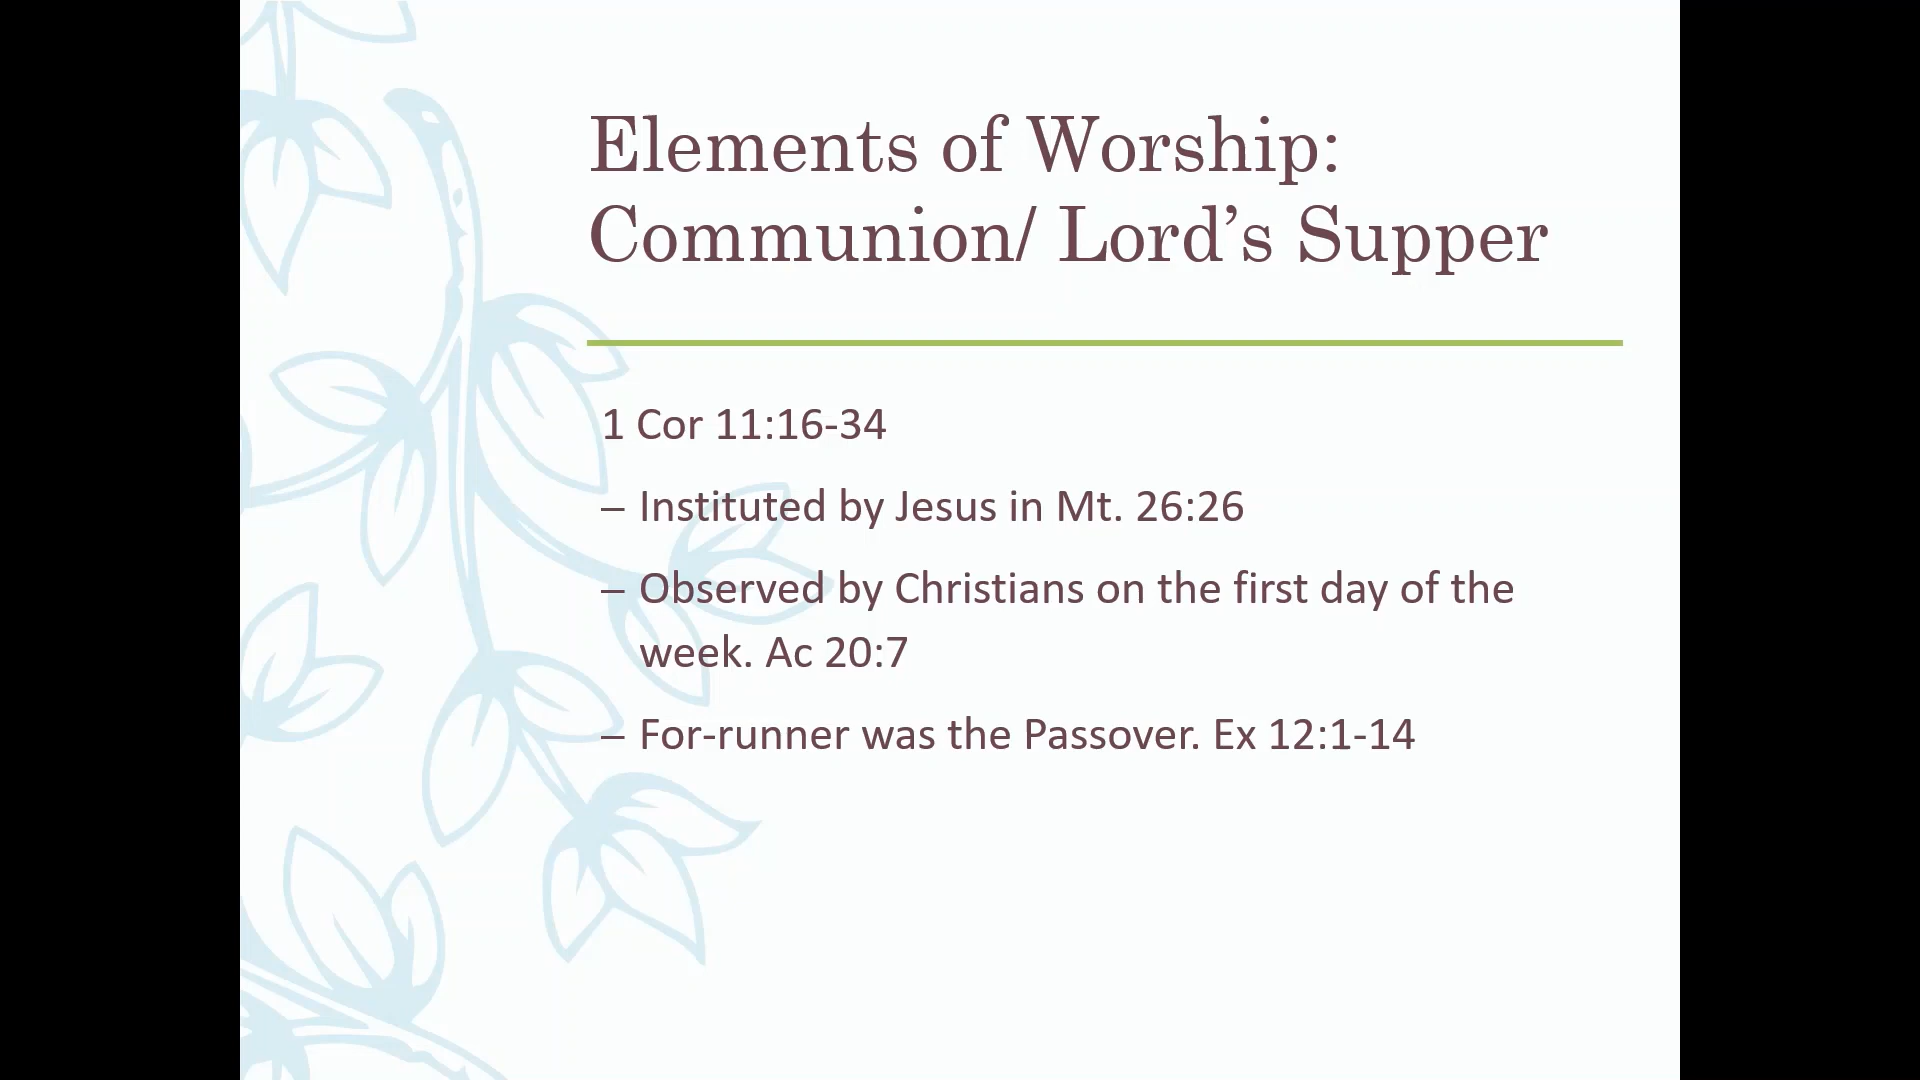 Elements of Worship:
Communion/ Lord’s Supper
1 Cor 11:16-34
– Instituted by Jesus in Mt. 26:26
– Observed by Christians on the first day of the
week. Ac 20:7
– For-runner was the Passover. Ex 12:1-14